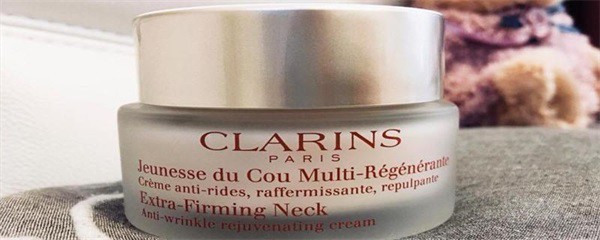 CLARINS
PARIS
Jeunesse du Cou Multi-Régénérante
Crème anti-rides, raffermissante, repulpante
Extra-Firming Neck
Anti-wrinkle rejuvenating cream